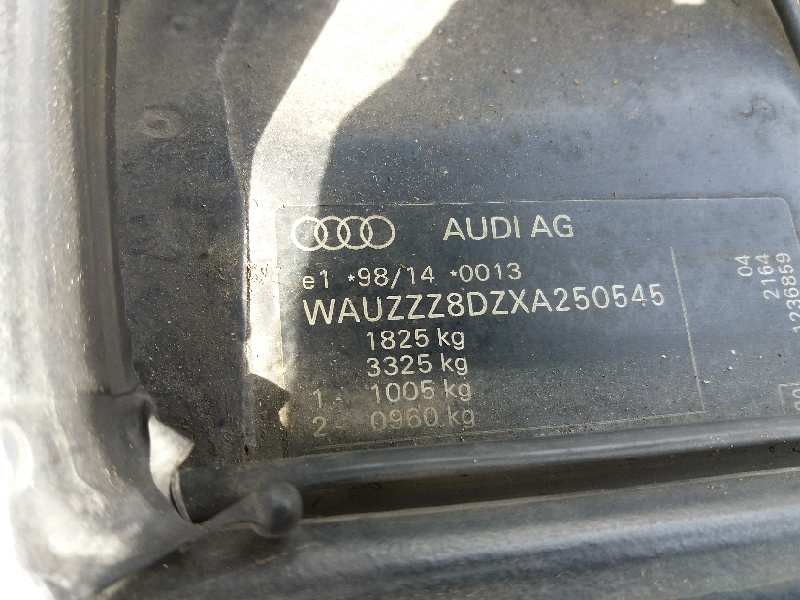 AUDI AG
e1 *98/14 *0013
WAUZZZ8DZXA250545
1825 kg
3325 kg
1 - 1005 kg
2 - 0960 kg
04
2164
1236859